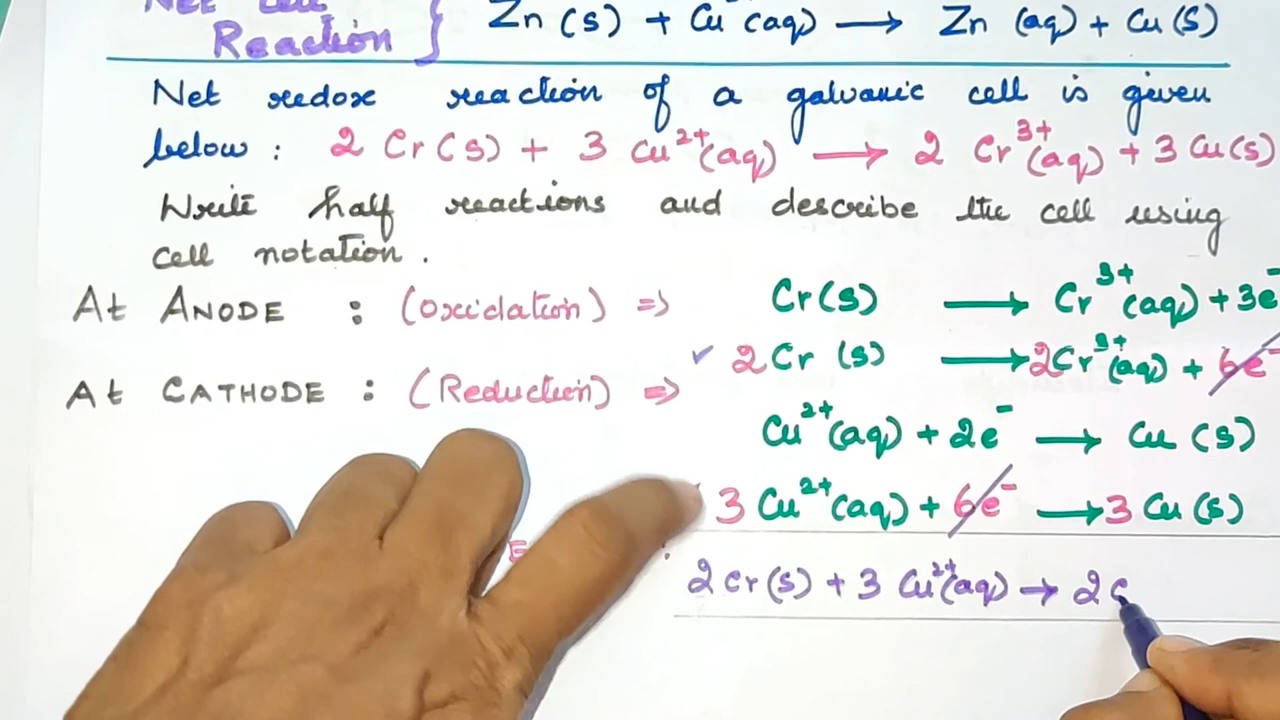 Net Cell
Reaction } Zn (s) + Cu (aq) → Zn (aq) + Cu (s)
Net redox reaction of a galvanic cell is given
below : 2 Cr(s) + 3 Cu²⁺(aq) → 2 Cr³⁺(aq) + 3 Cu(s)
Write half reactions and describe the cell using
cell notation .
At ANODE : (oxidation) => Cr(s) → Cr³⁺(aq) + 3e⁻
✓ 2Cr (s) → 2Cr³⁺(aq) + 6e⁻
At CATHODE : (Reduction) =>
Cu²⁺(aq) + 2e⁻ → Cu (s)
3 Cu²⁺(aq) + 6e⁻ → 3 Cu (s)
2 Cr(s) + 3 Cu²⁺(aq) → 2 C